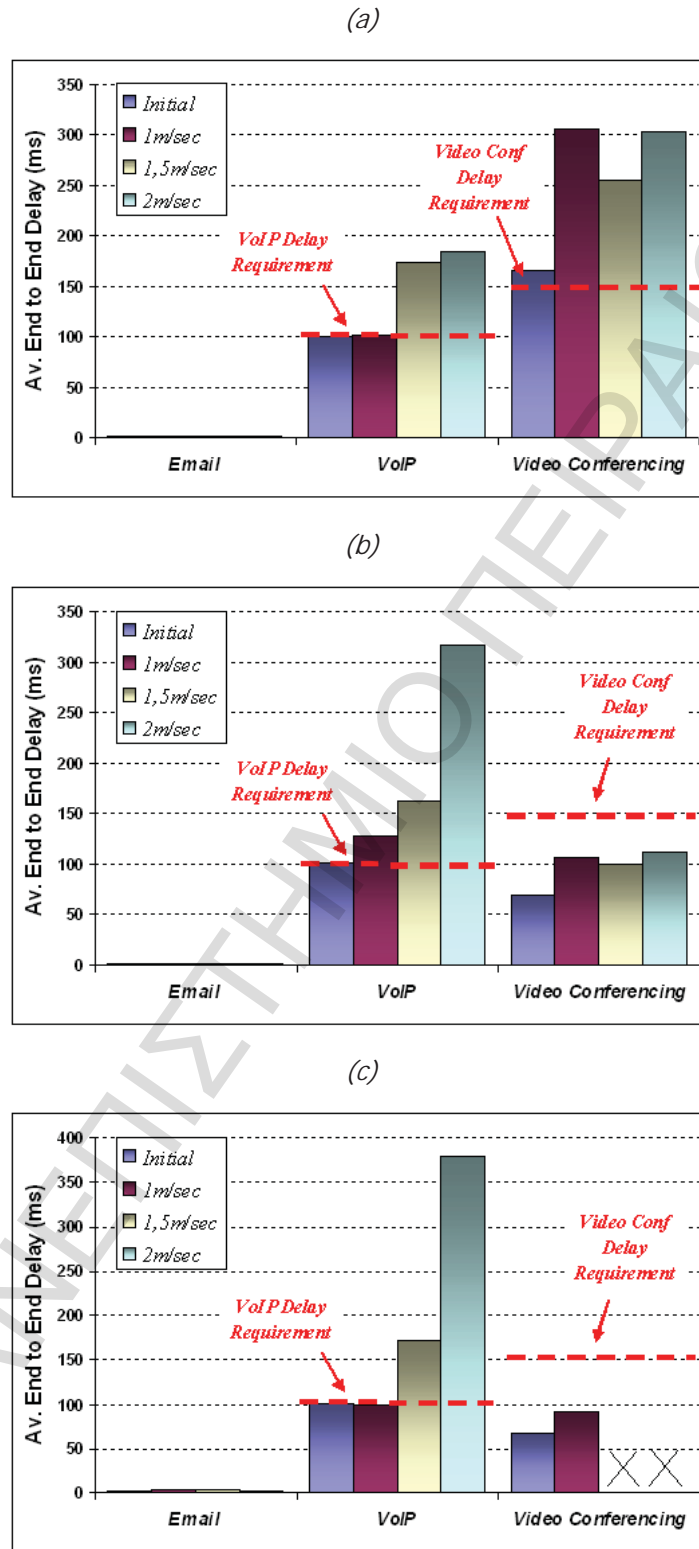 (a)
350
300
250
200
150
100
50
0
Av. End to End Delay (ms)
Initial
1m/sec
1,5m/sec
2m/sec
VoIP Delay
Requirement
Video Conf
Delay
Requirement
Email
VoIP
Video Conferencing
(b)
350
300
250
200
150
100
50
0
Av. End to End Delay (ms)
Initial
1m/sec
1,5m/sec
2m/sec
VoIP Delay
Requirement
Video Conf
Delay
Requirement
Email
VoIP
Video Conferencing
(c)
400
350
300
250
200
150
100
50
0
Av. End to End Delay (ms)
Initial
1m/sec
1,5m/sec
2m/sec
VoIP Delay
Requirement
Video Conf
Delay
Requirement
X X
Email
VoIP
Video Conferencing